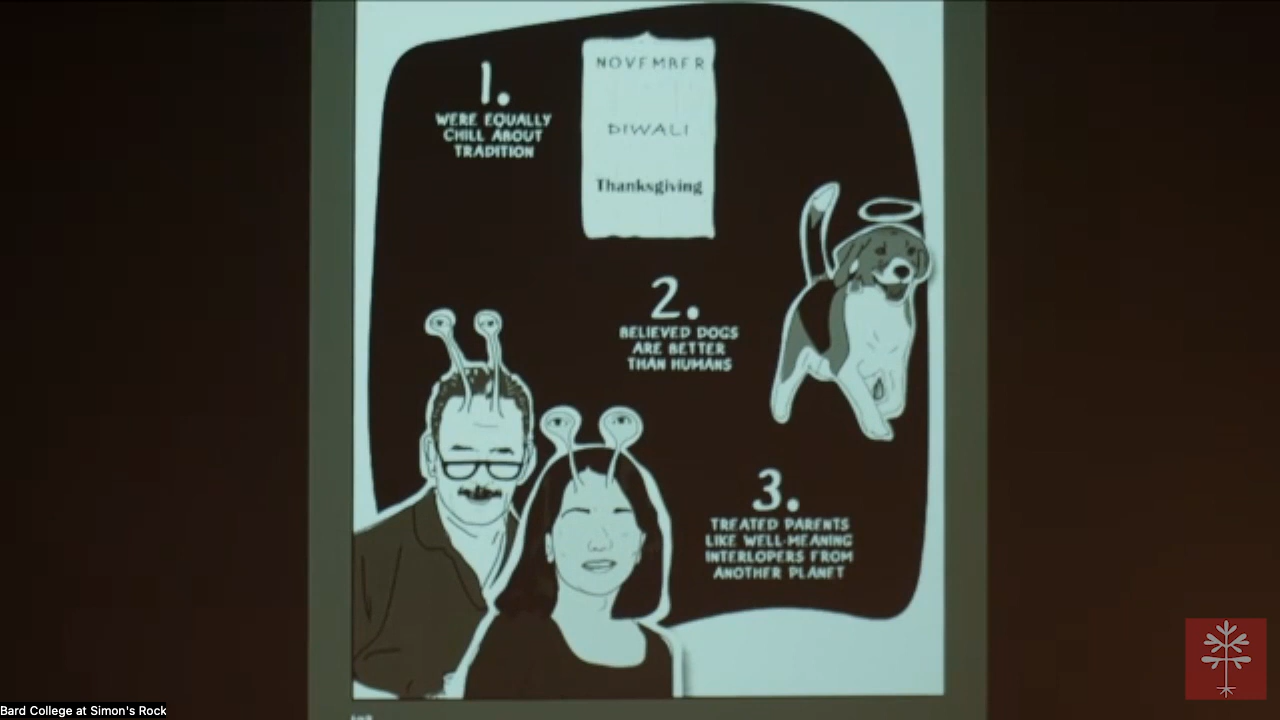 1.
WERE EQUALLY
CHILL ABOUT
TRADITION
NOVEMBER
DIWALI
Thanksgiving
2.
BELIEVED DOGS
ARE BETTER
THAN HUMANS
3.
TREATED PARENTS
LIKE WELL-MEANING
INTERLOPERS FROM
ANOTHER PLANET
Bard College at Simon's Rock